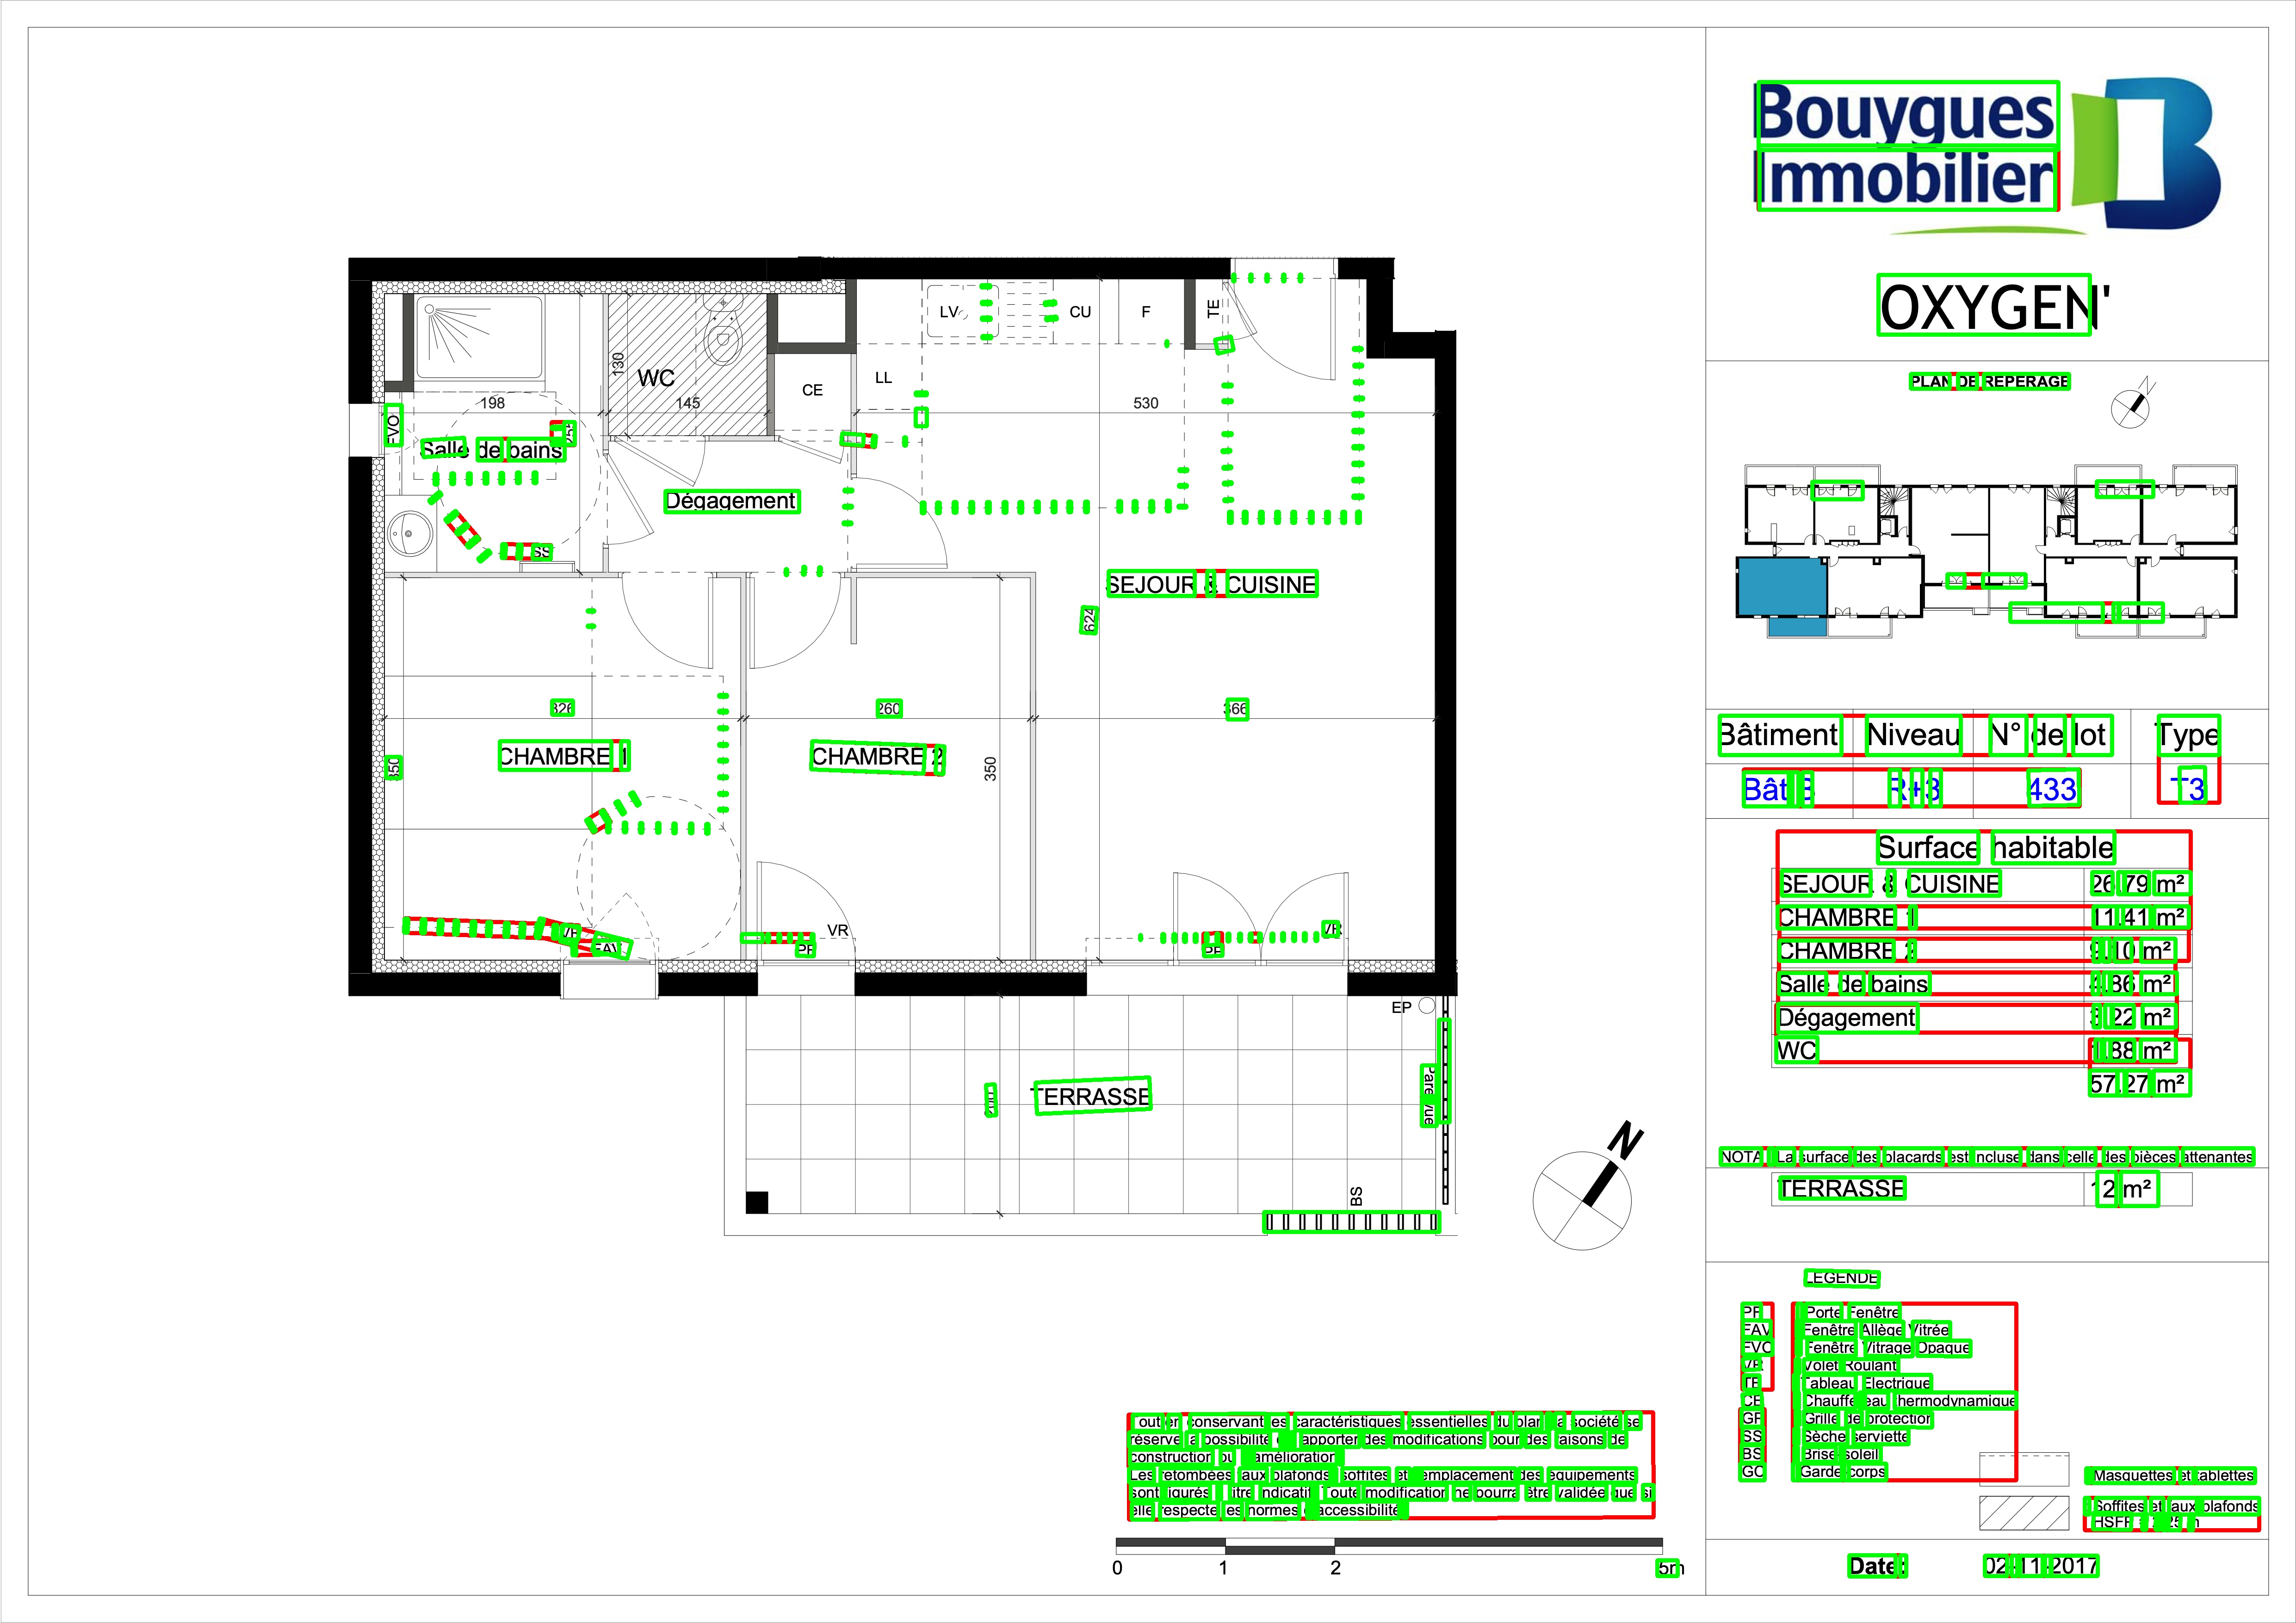 Bouygues
Immobilier
OXYGEN'
PLAN DE REPERAGE
N
LV
CU
F
TE
130
WC
CE
LL
198
145
530
FVO
255
Salle de bains
Dégagement
SS
SEJOUR & CUISINE
624
326
260
366
CHAMBRE 1
CHAMBRE 2
350
350
VR
FAV
VR
PF
VR
PF
EP
TERRASSE
Pare vue
BS
N
Bâtiment
Niveau
N° de lot
Type
Bât B
R+3
433
T3
Surface habitable
SEJOUR & CUISINE 26.79 m²
CHAMBRE 1 11.41 m²
CHAMBRE 2 9.10 m²
Salle de bains 4.86 m²
Dégagement 3.22 m²
WC 1.88 m²
57.27 m²
NOTA : La surface des placards est incluse dans celle des pièces attenantes
TERRASSE 12 m²
LEGENDE
PF : Porte Fenêtre
FAV : Fenêtre Allège Vitrée
FVO : Fenêtre Vitrage Opaque
VR : Volet Roulant
TE : Tableau Electrique
CE : Chauffe eau thermodynamique
Grille de protection
SS : Sèche serviette
BS : Brise soleil
Garde corps
Masquettes et tablettes
Soffites et faux plafonds
Tout en conservant les caractéristiques essentielles du plan, la société se
réserve la possibilité d'apporter des modifications pour des raisons de
construction ou d'amélioration.
Les retombées, faux plafonds, soffites et emplacement des équipements
sont figurés à titre indicatif. Toute modification ne pourra être validée que si
elle respecte les normes d'accessibilité.
0 1 2 5m
Date: 02-11-2017